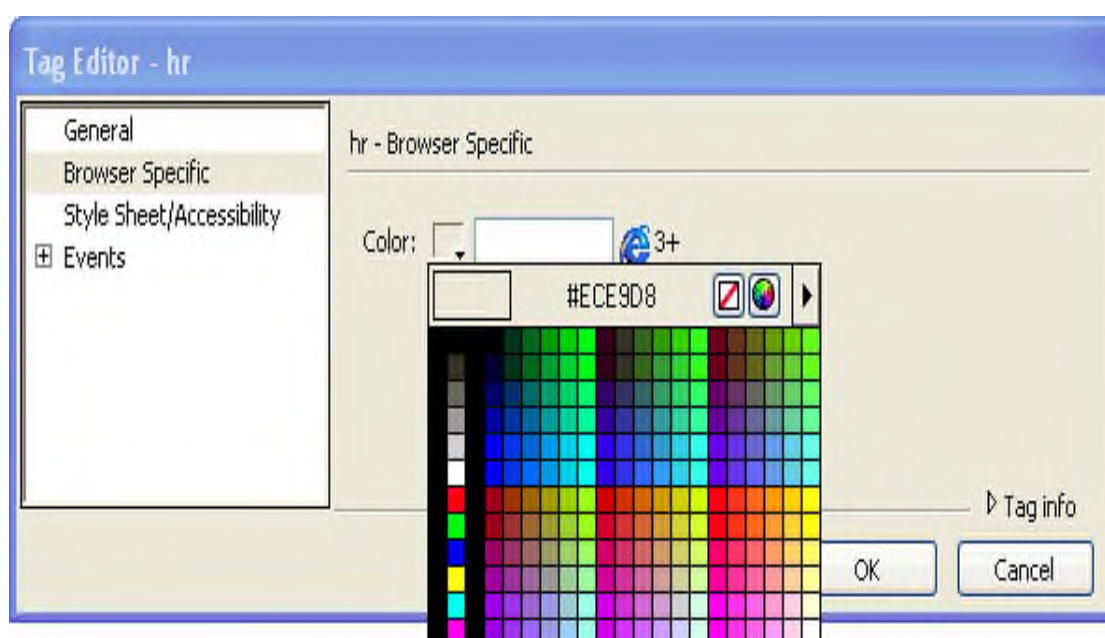 Tag Editor - hr
General
Browser Specific
Style Sheet/Accessibility
Events
hr - Browser Specific
Color:
3+
#ECE9D8
Tag info
OK
Cancel